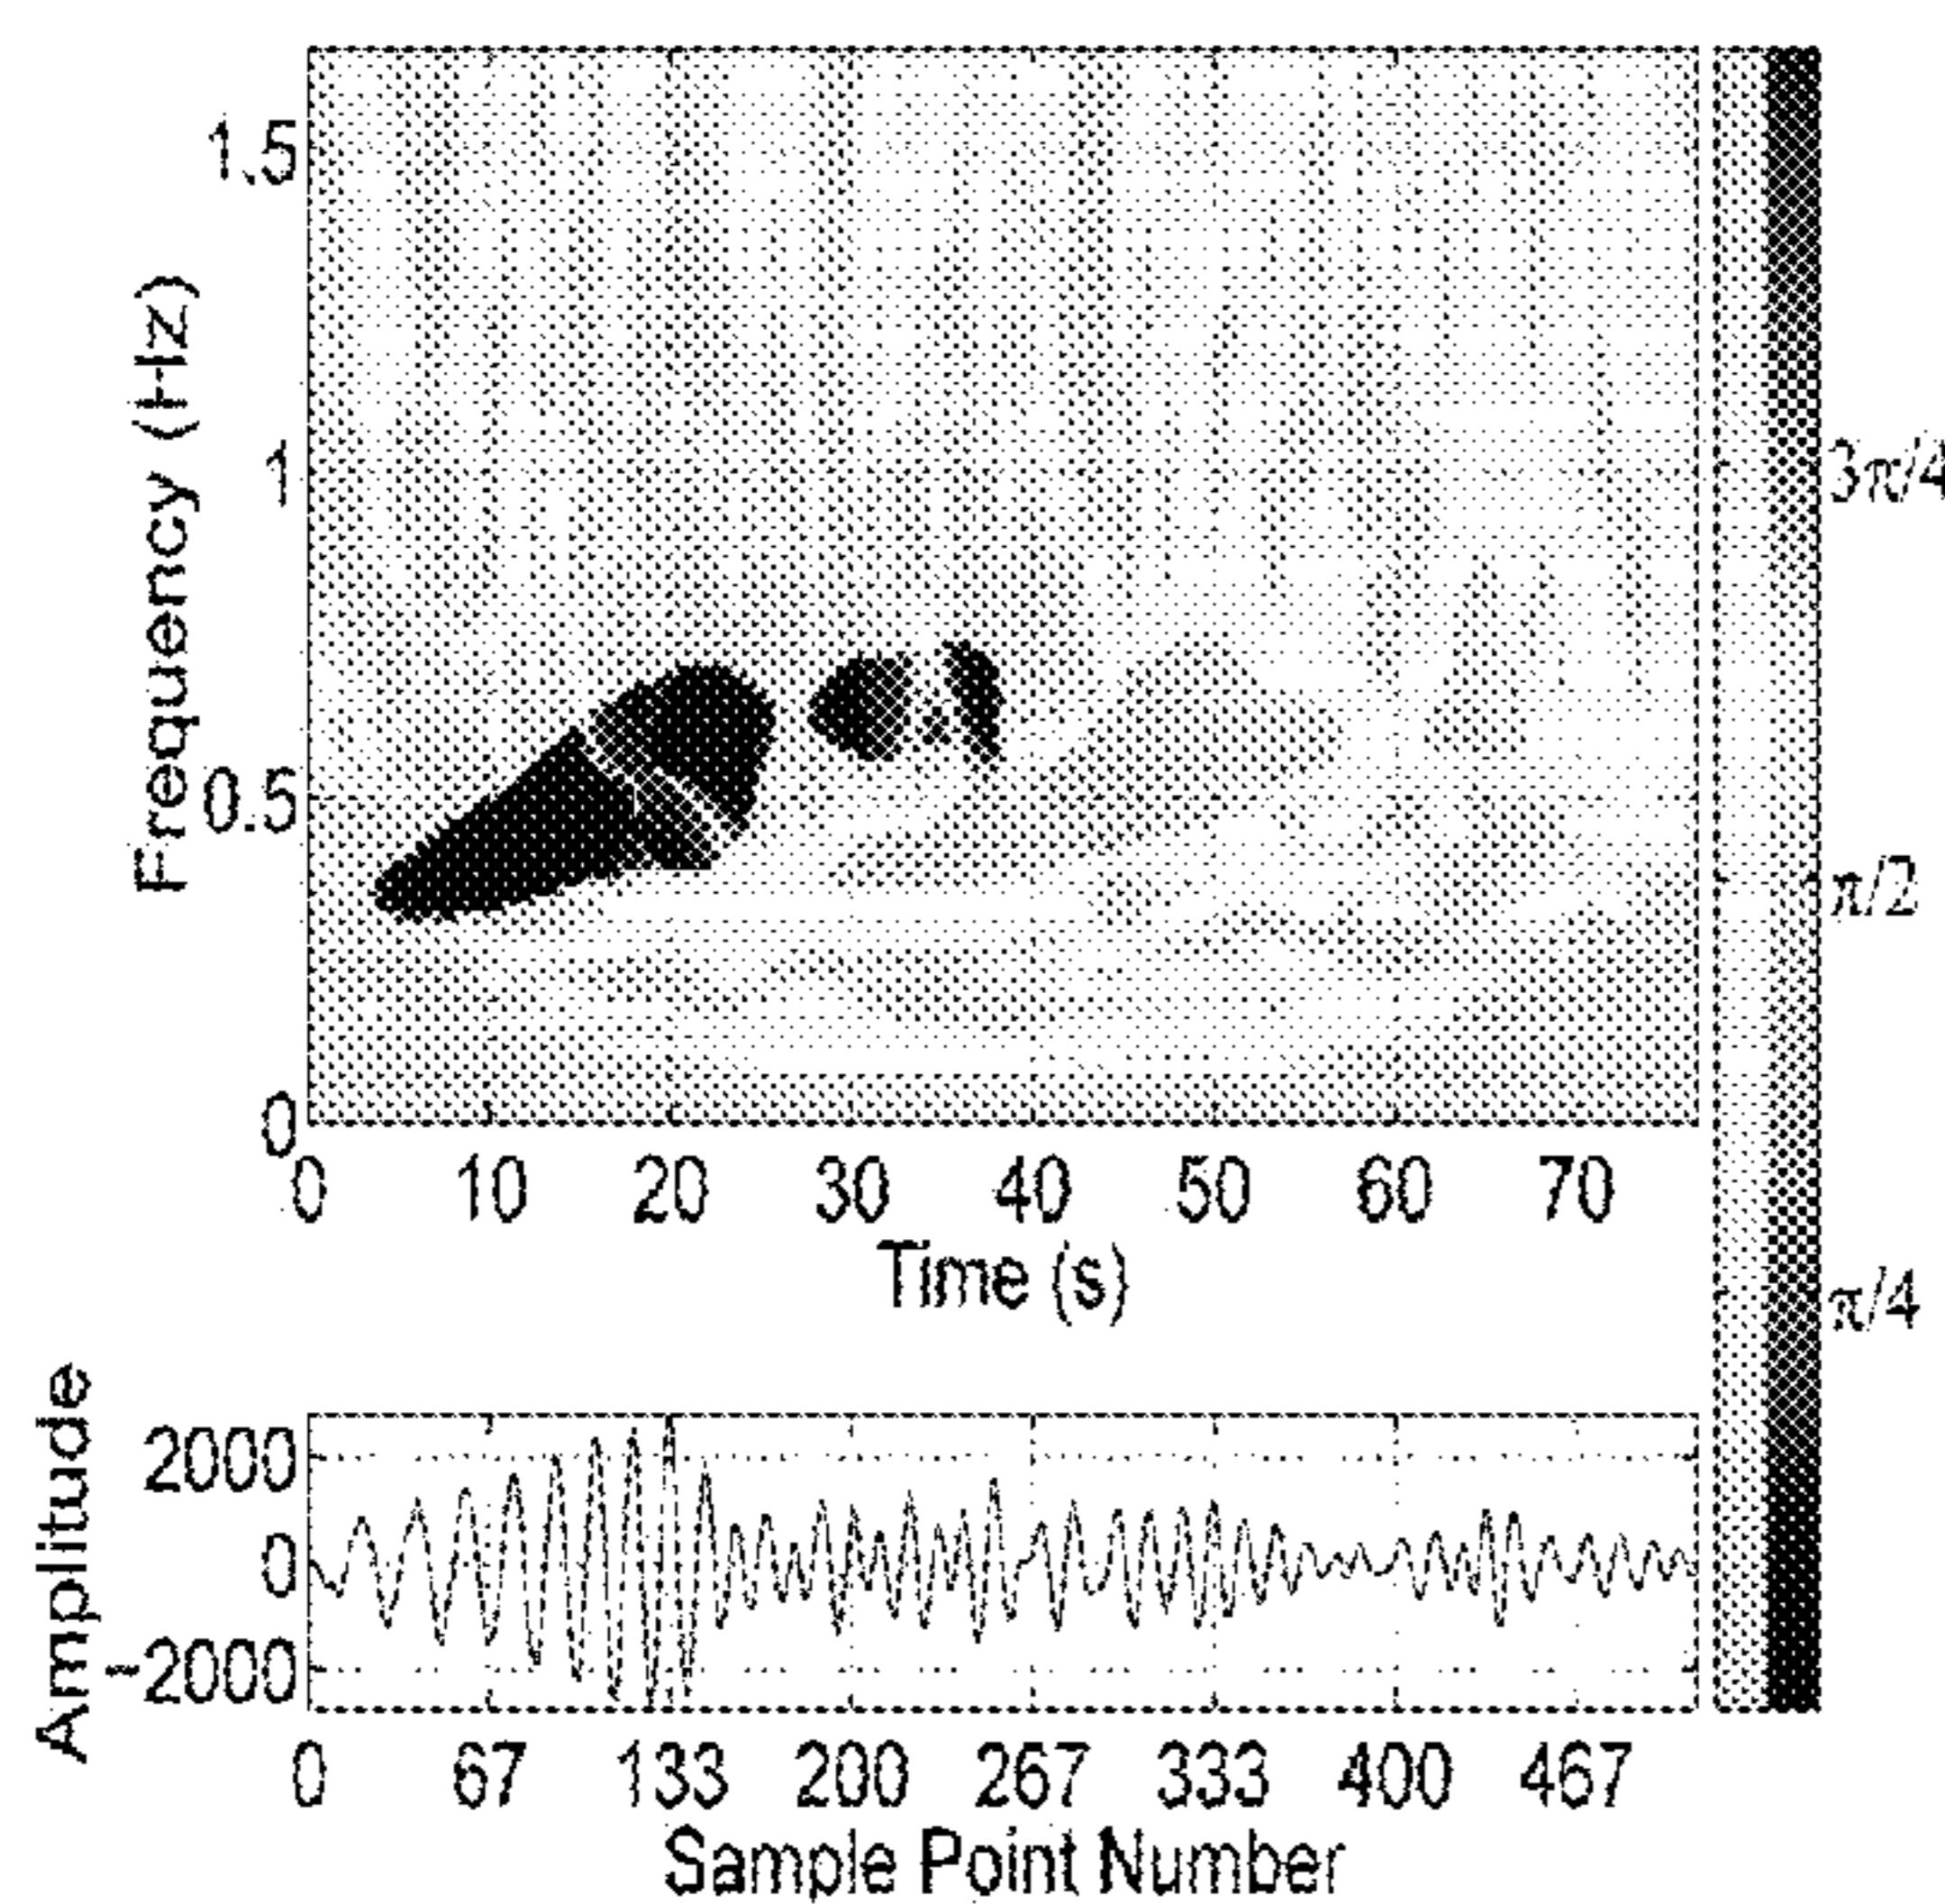 Frequency (Hz)
1.5
1
0.5
0
0 10 20 30 40 50 60 70
Time (s)
3π/4
π/2
π/4
Amplitude
2000
0
-2000
0 67 133 200 267 333 400 467
Sample Point Number